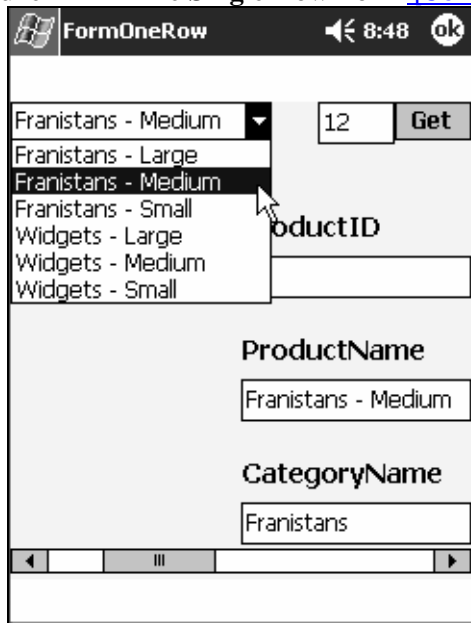 FormOneRow 8:48 ok
Franistans - Medium 12 Get
Franistans - Large
Franistans - Medium
Franistans - Small
Widgets - Large
Widgets - Medium
Widgets - Small
oductID
ProductName
Franistans - Medium
CategoryName
Franistans